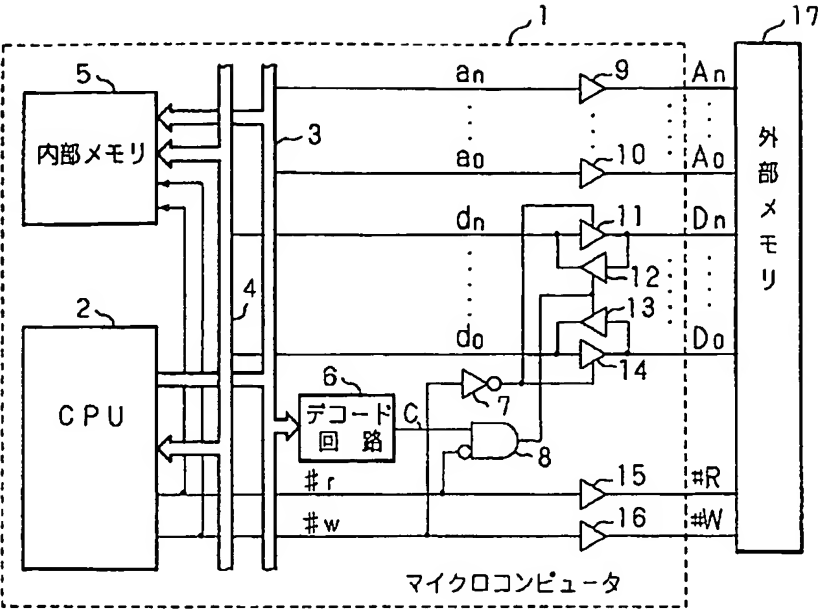 1
17
5
an
9
An
内部メモリ
3
a0
10
A0
外部メモリ
dn
11
Dn
12
2
4
13
d0
14
D0
6
7
CPU
デコード
回路
C
8
#r
15
#R
#w
16
#W
マイクロコンピュータ